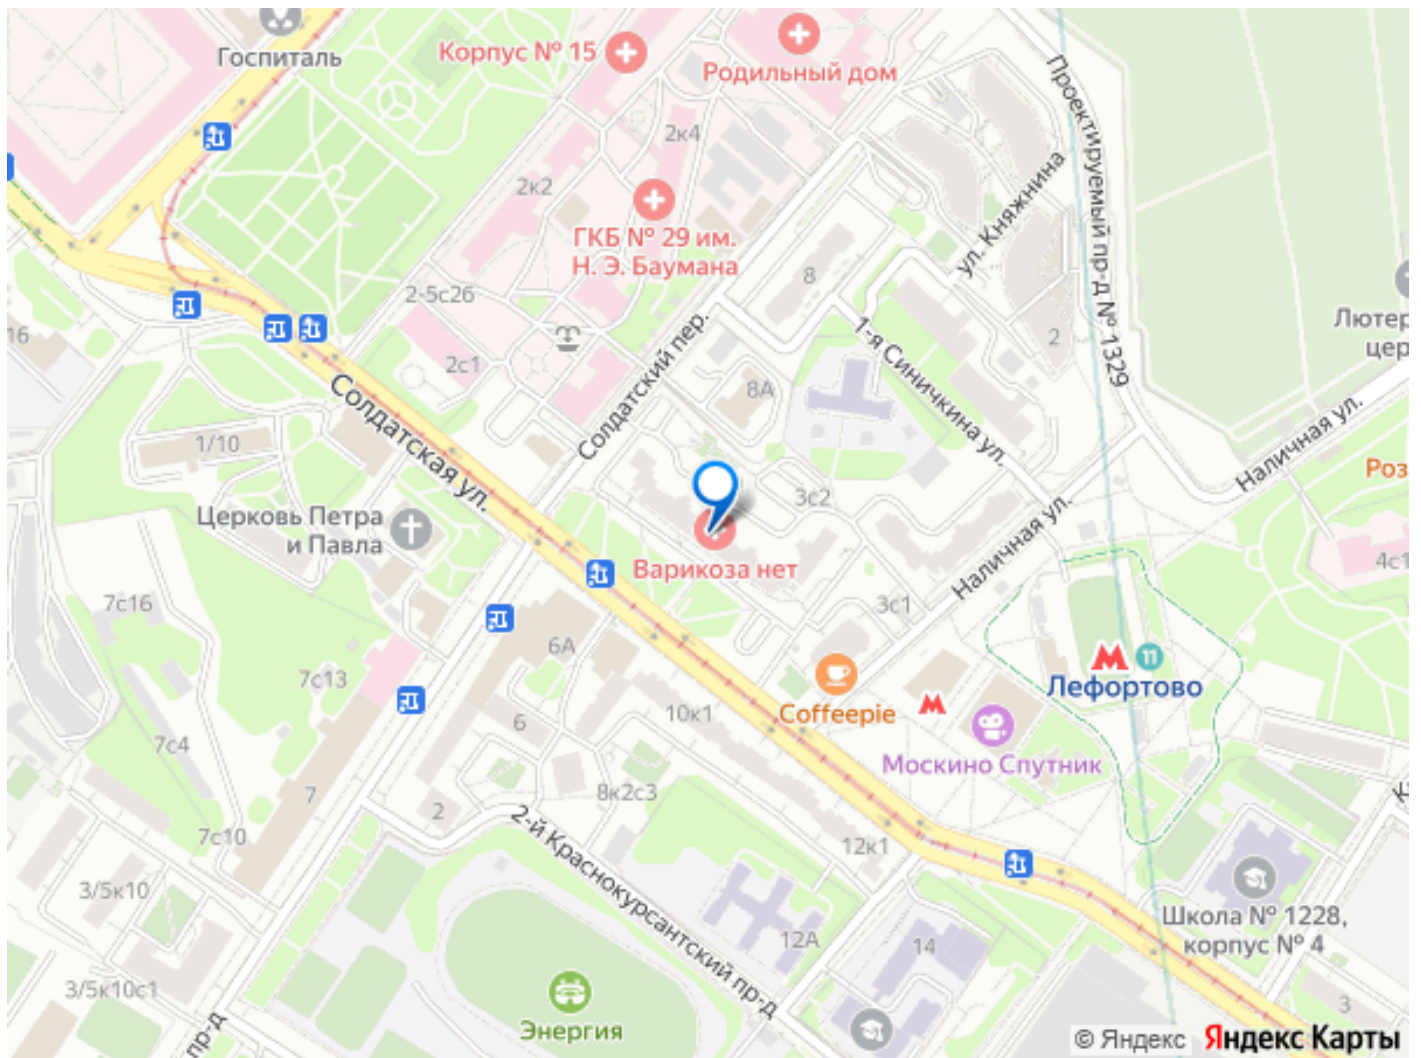 Госпиталь
Корпус № 15
Родильный дом
2к4
2к2
ГКБ № 29 им.
Н. Э. Баумана
Проектируемый пр-д № 1329
ул. Княжнина
8
2-5с26
16
2с1
Солдатский пер.
1-я Синичкина ул.
2
8А
Лютер
цер
Солдатская ул.
1/10
Наличная ул.
Роз
3с2
Церковь Петра
и Павла
Наличная ул.
4с1
Варикоза нет
7с16
3с1
6А
7с13
Лефортово
11
Coffeepie
10к1
6
7с4
Москино Спутник
8к2с3
7
2
2-й Краснокурсантский пр-д
7с10
12к1
3/5к10
Школа № 1228,
корпус № 4
12А
14
3/5к10с1
3
Энергия
пр-д
© Яндекс Яндекс Карты